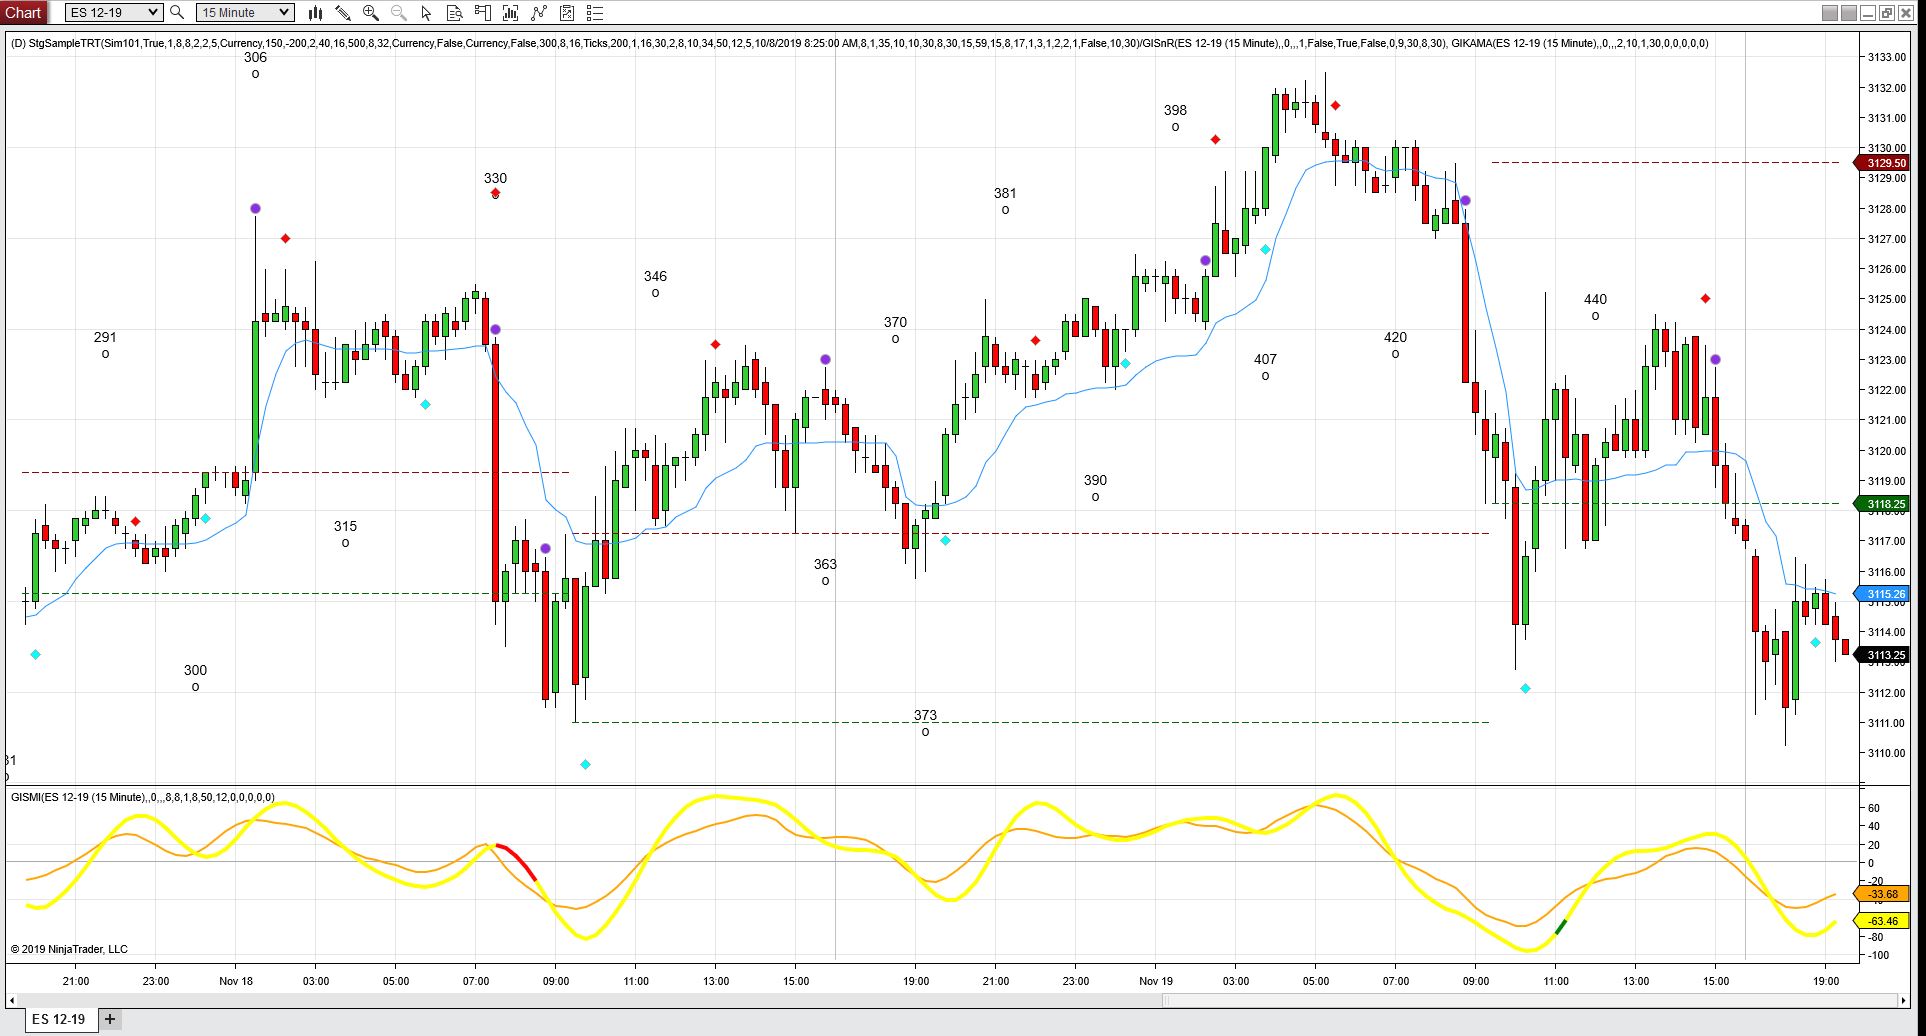 Chart ES 12-19 15 Minute
(D) StgSampleTRT(Sim101,True,1,8,8,2,2,5,Currency,150,-200,2,40,16,500,8,32,Currency,False,Currency,False,300,8,16,Ticks,200,1,16,30,2,8,10,34,50,12,5,10/8/2019 8:25:00 AM,8,1,35,10,10,30,8,30,15,59,15,8,17,1,3,1,2,2,1,False,10,30)/GISnR(ES 12-19 (15 Minute),,0,,,1,False,True,False,0,9,30,8,30), GIKAMA(ES 12-19 (15 Minute),,0,,,2,10,1,30,0,0,0,0,0)
306
o
398
o
330
o
381
o
346
o
440
o
370
o
291
o
420
o
407
o
390
o
315
o
363
o
300
o
373
o
31
3133.00
3132.00
3131.00
3130.00
3129.50
3129.00
3128.00
3127.00
3126.00
3125.00
3124.00
3123.00
3122.00
3121.00
3120.00
3119.00
3118.25
3117.00
3116.00
3115.26
3114.00
3113.25
3112.00
3111.00
3110.00
GISMI(ES 12-19 (15 Minute),,0,,,8,8,1,8,50,12,0,0,0,0,0)
60
40
20
0
-20
-33.68
-63.46
-80
-100
© 2019 NinjaTrader, LLC
21:00 23:00 Nov 18 03:00 05:00 07:00 09:00 11:00 13:00 15:00 19:00 21:00 23:00 Nov 19 03:00 05:00 07:00 09:00 11:00 13:00 15:00 19:00
ES 12-19 +